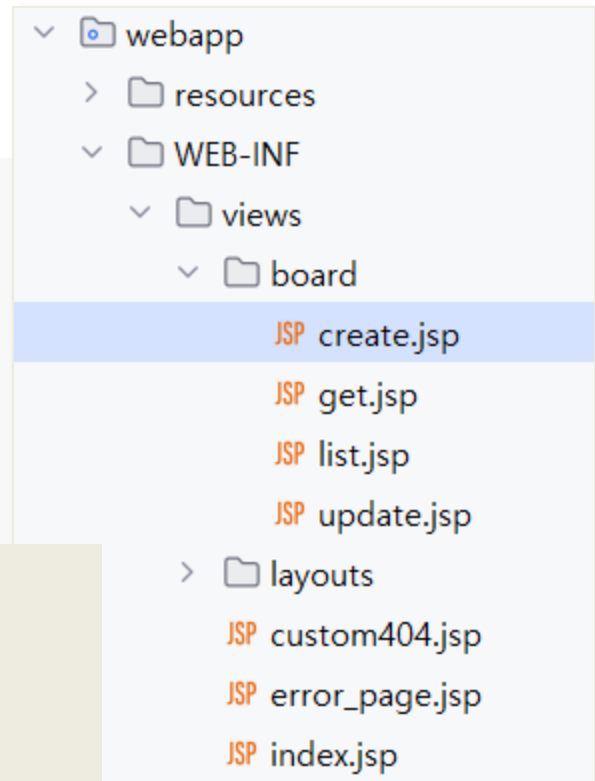 webapp
resources
WEB-INF
views
board
JSP create.jsp
JSP get.jsp
JSP list.jsp
JSP update.jsp
layouts
JSP custom404.jsp
JSP error_page.jsp
JSP index.jsp